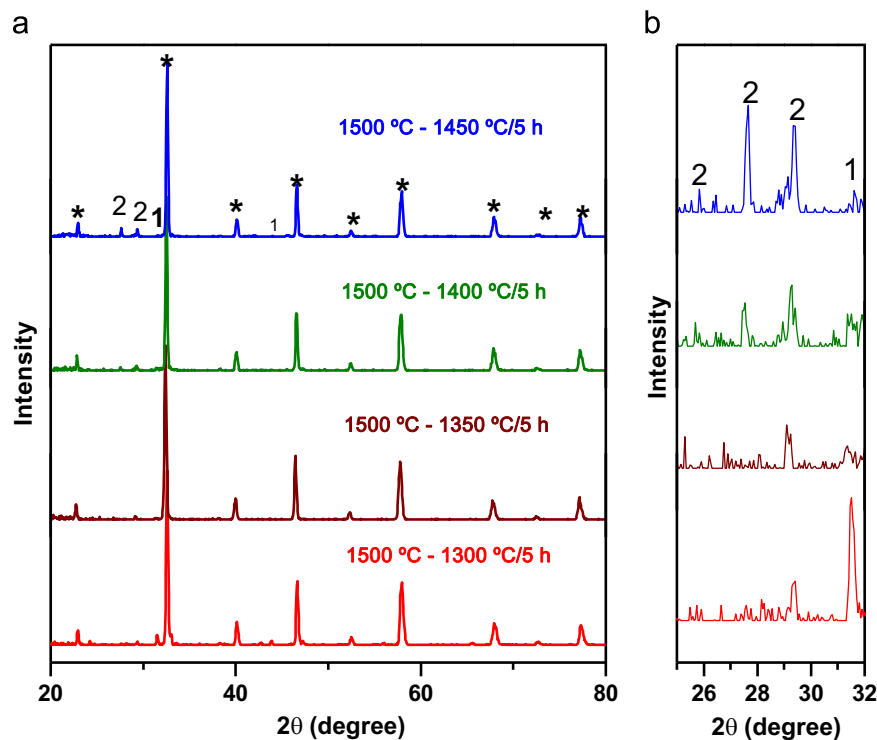 a
*
1500 ºC - 1450 ºC/5 h
* 2 2 1 * 1 * * * * * *
1500 ºC - 1400 ºC/5 h
1500 ºC - 1350 ºC/5 h
1500 ºC - 1300 ºC/5 h
Intensity
20 40 60 80
2θ (degree)
b
2 2 2 1
Intensity
26 28 30 32
2θ (degree)